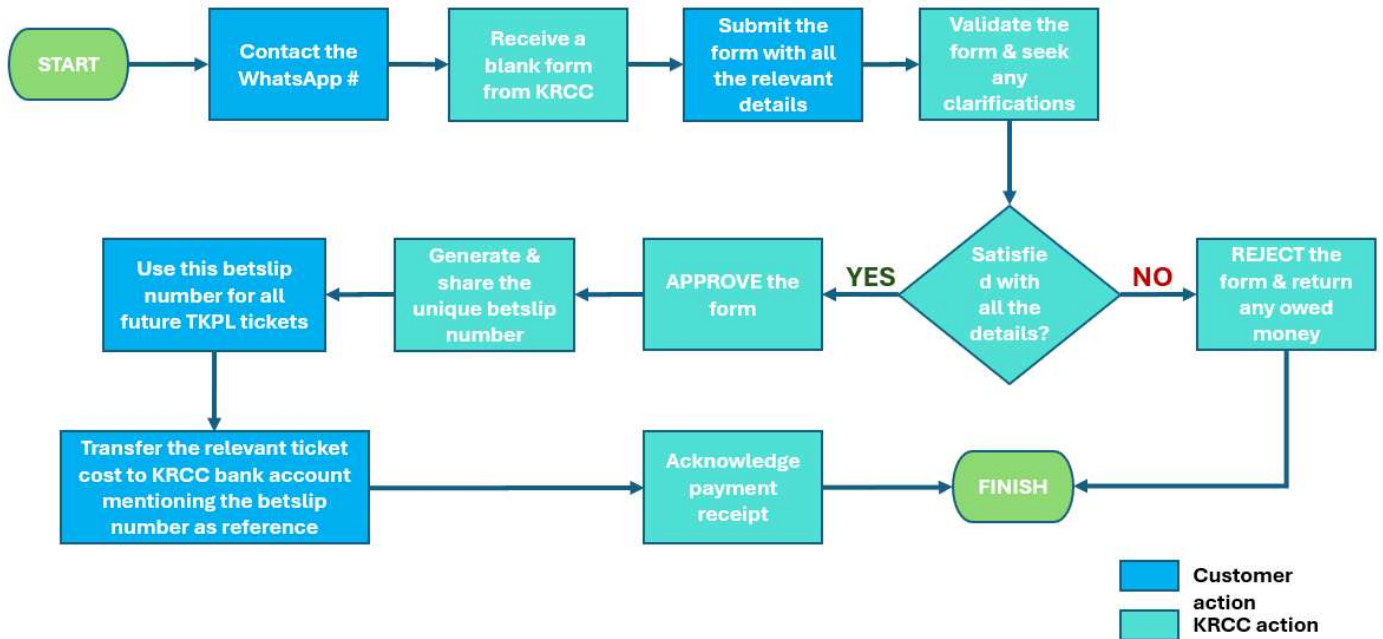 START
Contact the
WhatsApp #
Receive a
blank form
from KRCC
Submit the
form with all
the relevant
details
Validate the
form & seek
any
clarifications
Satisfie
d with
all the
details?
YES
NO
REJECT the
form & return
any owed
money
APPROVE the
form
Generate &
share the
unique betslip
number
Use this betslip
number for all
future TKPL tickets
Transfer the relevant ticket
cost to KRCC bank account
mentioning the betslip
number as reference
Acknowledge
payment
receipt
FINISH
Customer
action
KRCC action